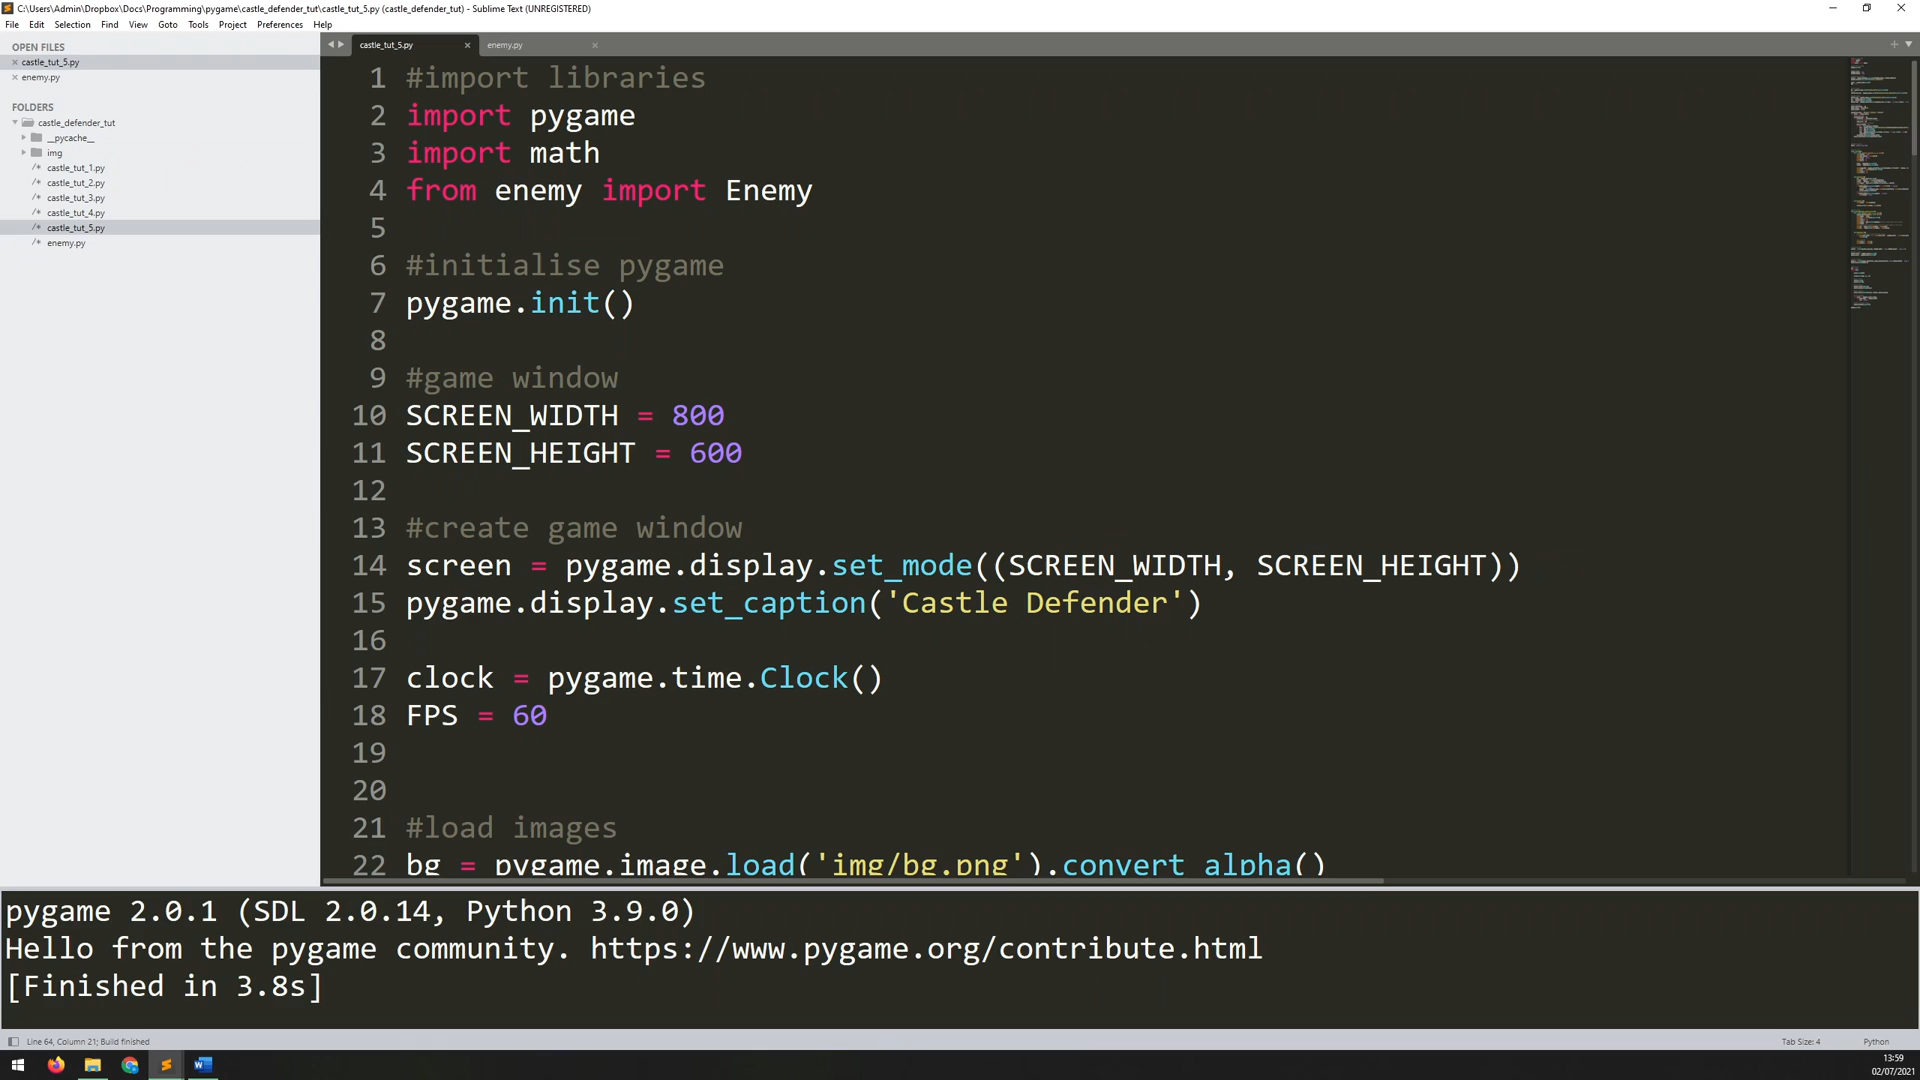 C:\Users\Admin\Dropbox\Docs\Programming\pygame\castle_defender_tut\castle_tut_5.py (castle_defender_tut) - Sublime Text (UNREGISTERED)
File Edit Selection Find View Goto Tools Project Preferences Help
OPEN FILES
castle_tut_5.py
enemy.py
FOLDERS
castle_defender_tut
__pycache__
img
castle_tut_1.py
castle_tut_2.py
castle_tut_3.py
castle_tut_4.py
castle_tut_5.py
enemy.py
castle_tut_5.py enemy.py
1 #import libraries
2 import pygame
3 import math
4 from enemy import Enemy
5
6 #initialise pygame
7 pygame.init()
8
9 #game window
10 SCREEN_WIDTH = 800
11 SCREEN_HEIGHT = 600
12
13 #create game window
14 screen = pygame.display.set_mode((SCREEN_WIDTH, SCREEN_HEIGHT))
15 pygame.display.set_caption('Castle Defender')
16
17 clock = pygame.time.Clock()
18 FPS = 60
19
20
21 #load images
22 bg = pygame.image.load('img/bg.png').convert_alpha()
pygame 2.0.1 (SDL 2.0.14, Python 3.9.0)
Hello from the pygame community. https://www.pygame.org/contribute.html
[Finished in 3.8s]
Line 64, Column 21; Build finished
Tab Size: 4 Python
13:59
02/07/2021